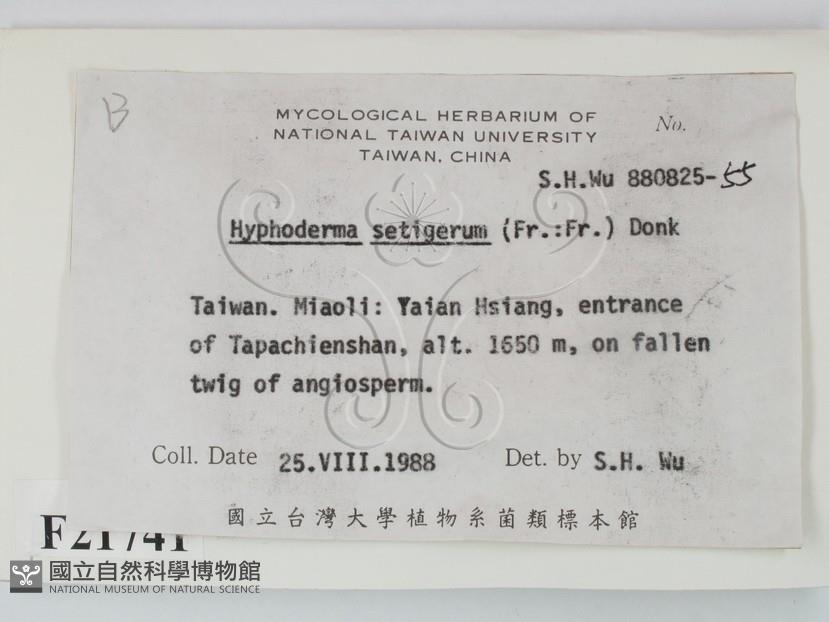 B
MYCOLOGICAL HERBARIUM OF
NATIONAL TAIWAN UNIVERSITY
TAIWAN, CHINA
No.
S.H.Wu 880825-55
Hyphoderma setigerum (Fr.:Fr.) Donk
Taiwan. Miaoli: Yaian Hsiang, entrance
of Tapachienshan, alt. 1650 m, on fallen
twig of angiosperm.
Coll. Date 25.VIII.1988 Det. by S.H. Wu
國立台灣大學植物系菌類標本館
F21741
國立自然科學博物館
NATIONAL MUSEUM OF NATURAL SCIENCE